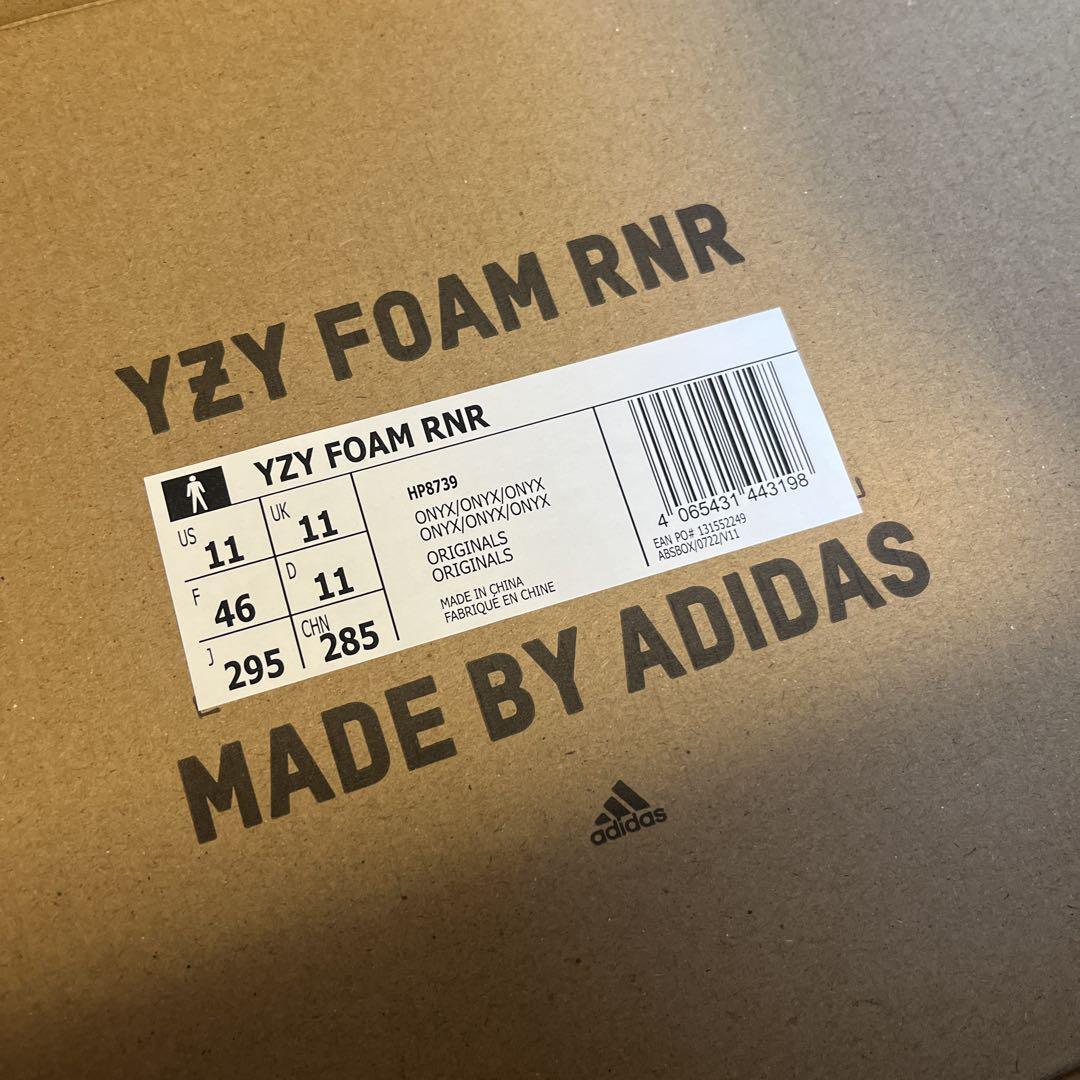 YZY FOAM RNR
YZY FOAM RNR
US 11
UK 11
F 46
D 11
J 295
CHN 285
HP8739
ONYX/ONYX/ONYX
ONYX/ONYX/ONYX
ORIGINALS
ORIGINALS
MADE IN CHINA
FABRIQUÉ EN CHINE
4 065431 443198
EAN PO# 131552249
ABSBOX/0722/V11
MADE BY ADIDAS
adidas